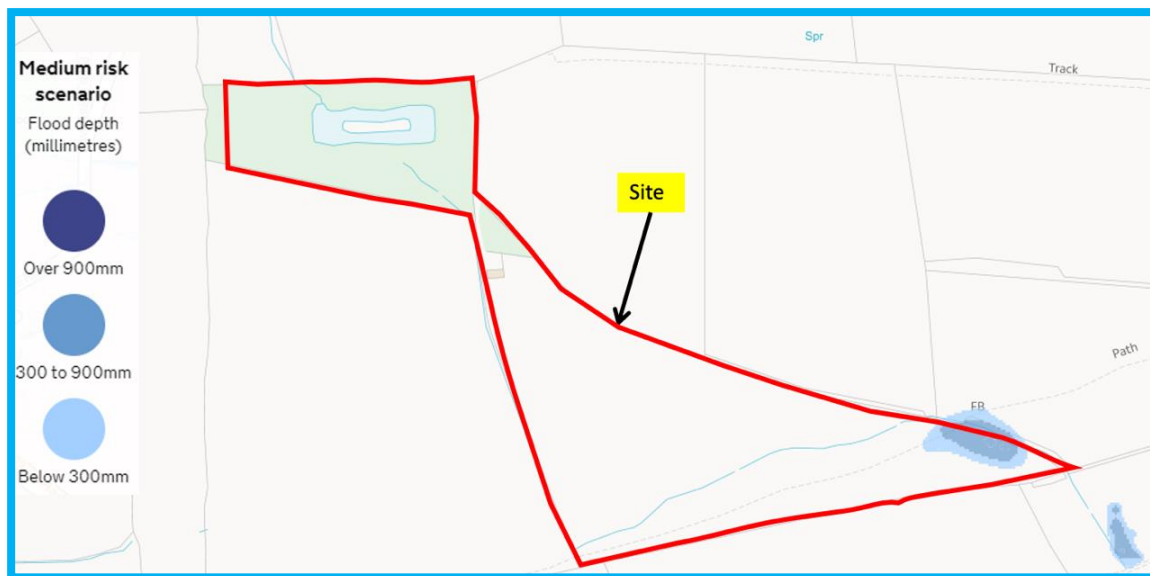 Medium risk
scenario
Flood depth
(millimetres)
Over 900mm
300 to 900mm
Below 300mm
Spr
Track
Site
Path
FB